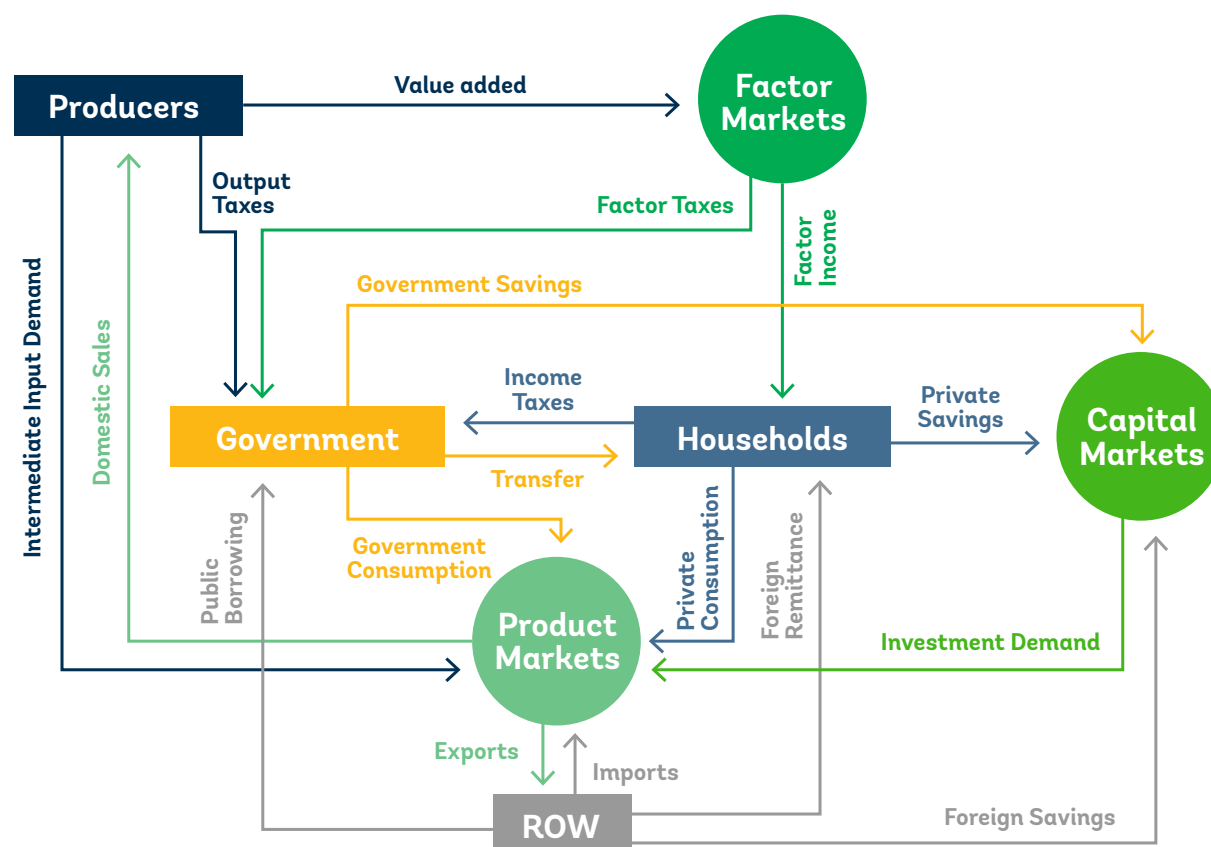 Producers
Value added
Factor
Markets
Output
Taxes
Factor Taxes
Factor
Income
Intermediate Input Demand
Domestic Sales
Government Savings
Income
Taxes
Private
Savings
Government
Households
Capital
Markets
Transfer
Public
Borrowing
Government
Consumption
Private
Consumption
Foreign
Remittance
Product
Markets
Investment Demand
Exports
Imports
ROW
Foreign Savings